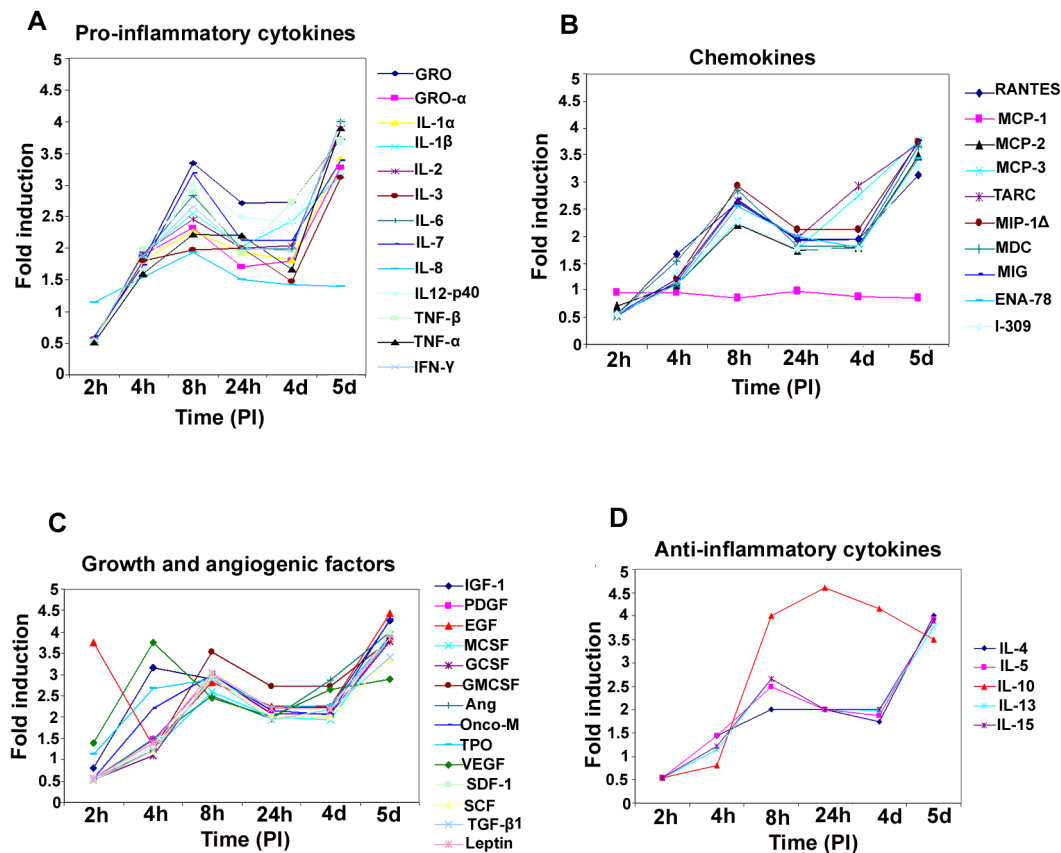 A
Pro-inflammatory cytokines
Fold induction
5
4.5
4
3.5
3
2.5
2
1.5
1
0.5
0
2h 4h 8h 24h 4d 5d
Time (PI)
GRO
GRO-α
IL-1α
IL-1β
IL-2
IL-3
IL-6
IL-7
IL-8
IL12-p40
TNF-β
TNF-α
IFN-γ
B
Chemokines
Fold induction
5
4.5
4
3.5
3
2.5
2
1.5
1
0.5
0
2h 4h 8h 24h 4d 5d
Time (PI)
RANTES
MCP-1
MCP-2
MCP-3
TARC
MIP-1Δ
MDC
MIG
ENA-78
I-309
C
Growth and angiogenic factors
Fold induction
5
4.5
4
3.5
3
2.5
2
1.5
1
0.5
0
2h 4h 8h 24h 4d 5d
Time (PI)
IGF-1
PDGF
EGF
MCSF
GCSF
GMCSF
Ang
Onco-M
TPO
VEGF
SDF-1
SCF
TGF-β1
Leptin
D
Anti-inflammatory cytokines
Fold induction
5
4.5
4
3.5
3
2.5
2
1.5
1
0.5
0
2h 4h 8h 24h 4d 5d
Time (PI)
IL-4
IL-5
IL-10
IL-13
IL-15